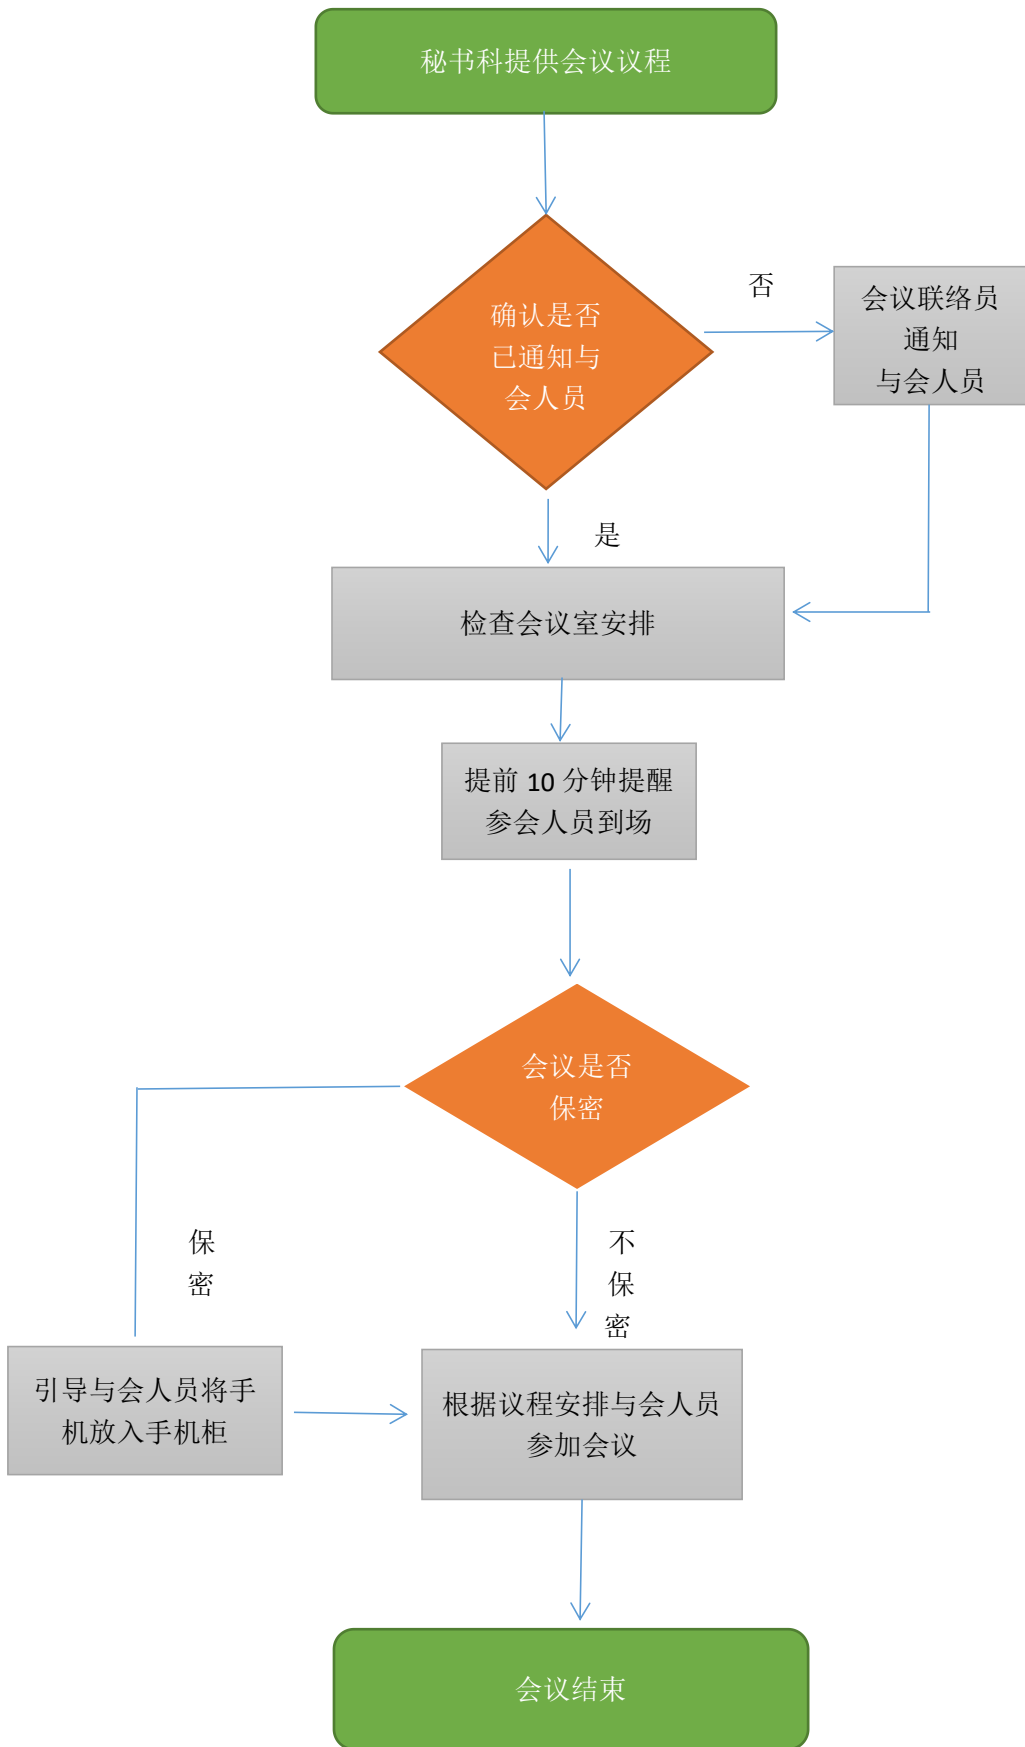 秘书科提供会议议程
确认是否
已通知与
会人员
否
会议联络员
通知
与会人员
是
检查会议室安排
提前 10 分钟提醒
参会人员到场
会议是否
保密
保
密
不
保
密
引导与会人员将手
机放入手机柜
根据议程安排与会人员
参加会议
会议结束